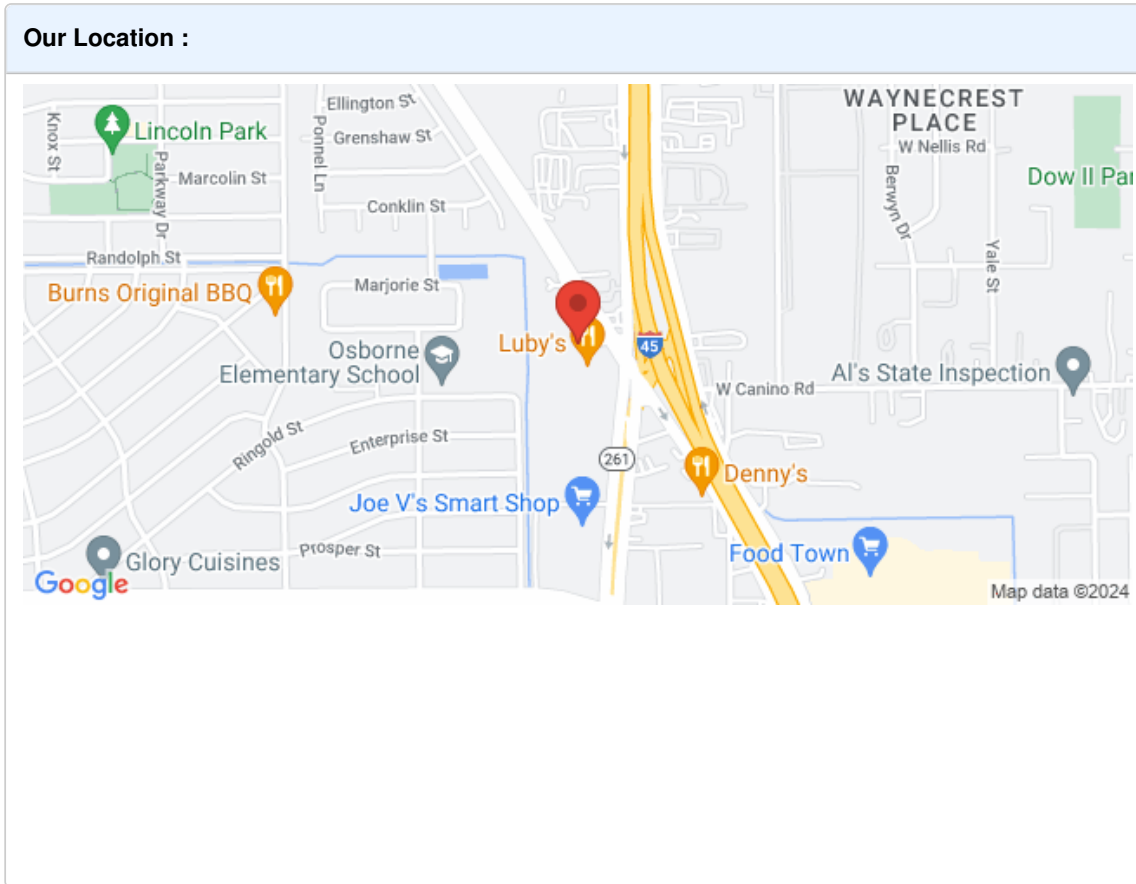 Our Location :
Ellington St
WAYNECREST
PLACE
Knox St
Lincoln Park
Ponnel Ln
Grenshaw St
W Nellis Rd
Parkway Dr
Marcolin St
Berwyn Dr
Dow II Par
Conklin St
Yale St
Randolph St
Burns Original BBQ
Marjorie St
Luby's
45
Osborne
Elementary School
Al's State Inspection
W Canino Rd
Ringold St
Enterprise St
261
Denny's
Joe V's Smart Shop
Prosper St
Food Town
Glory Cuisines
Google
Map data ©2024